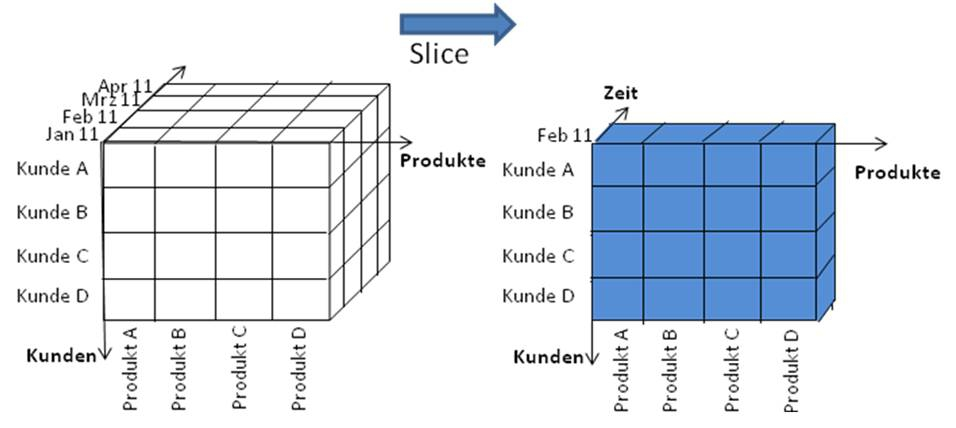 Slice
Apr 11
Mrz 11
Feb 11
Jan 11
Produkte
Kunde A
Kunde B
Kunde C
Kunde D
Kunden
Produkt A
Produkt B
Produkt C
Produkt D
Zeit
Feb 11
Produkte
Kunde A
Kunde B
Kunde C
Kunde D
Kunden
Produkt A
Produkt B
Produkt C
Produkt D